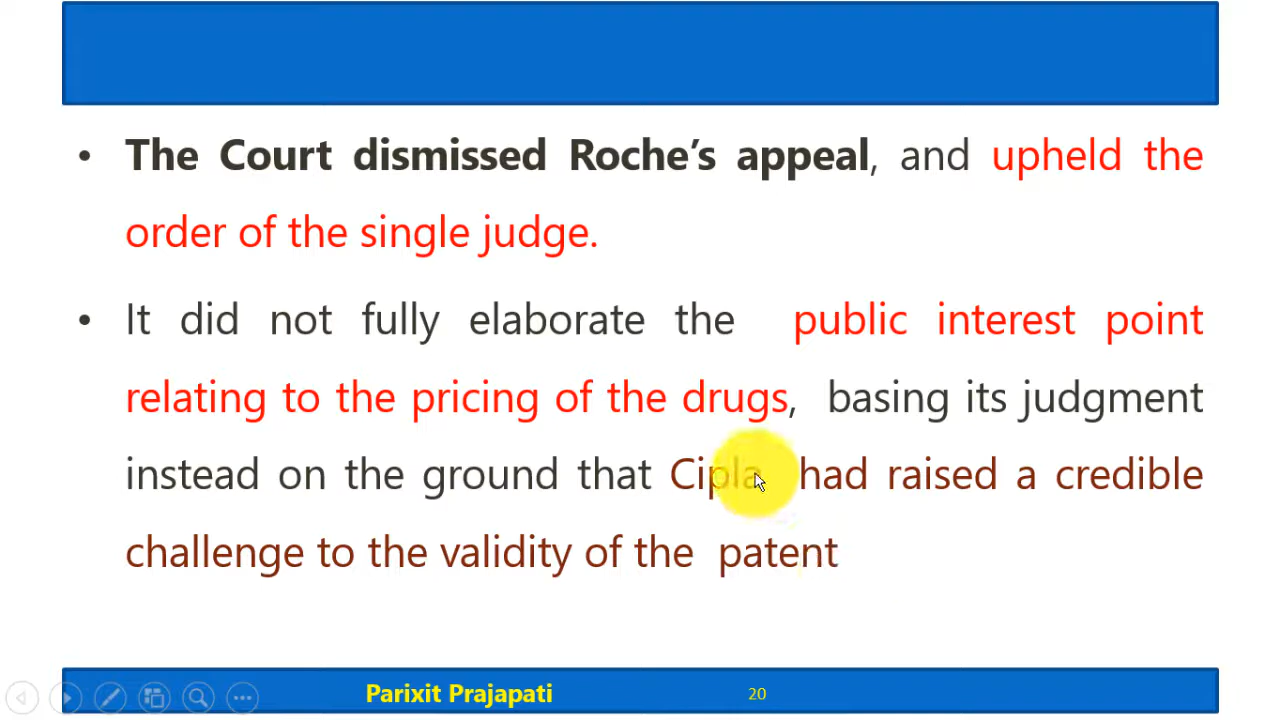 • The Court dismissed Roche’s appeal, and upheld the
order of the single judge.
• It did not fully elaborate the public interest point
relating to the pricing of the drugs, basing its judgment
instead on the ground that Cipla had raised a credible
challenge to the validity of the patent
Parixit Prajapati 20